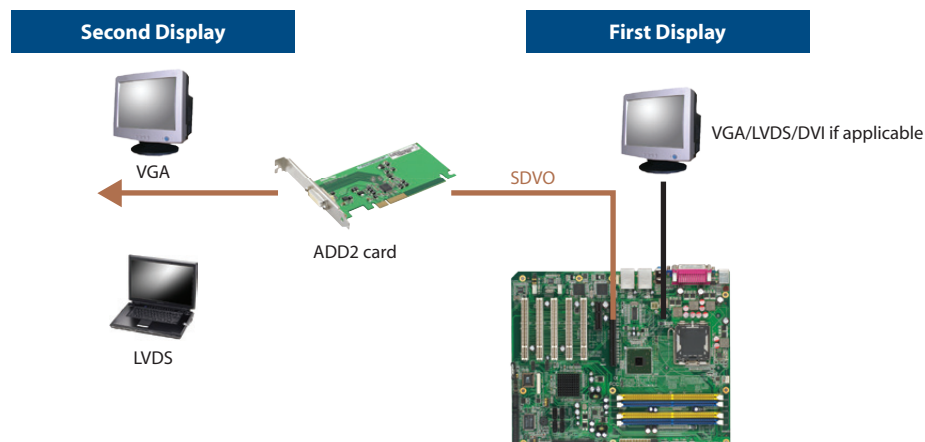 Second Display
First Display
VGA
VGA/LVDS/DVI if applicable
SDVO
ADD2 card
LVDS